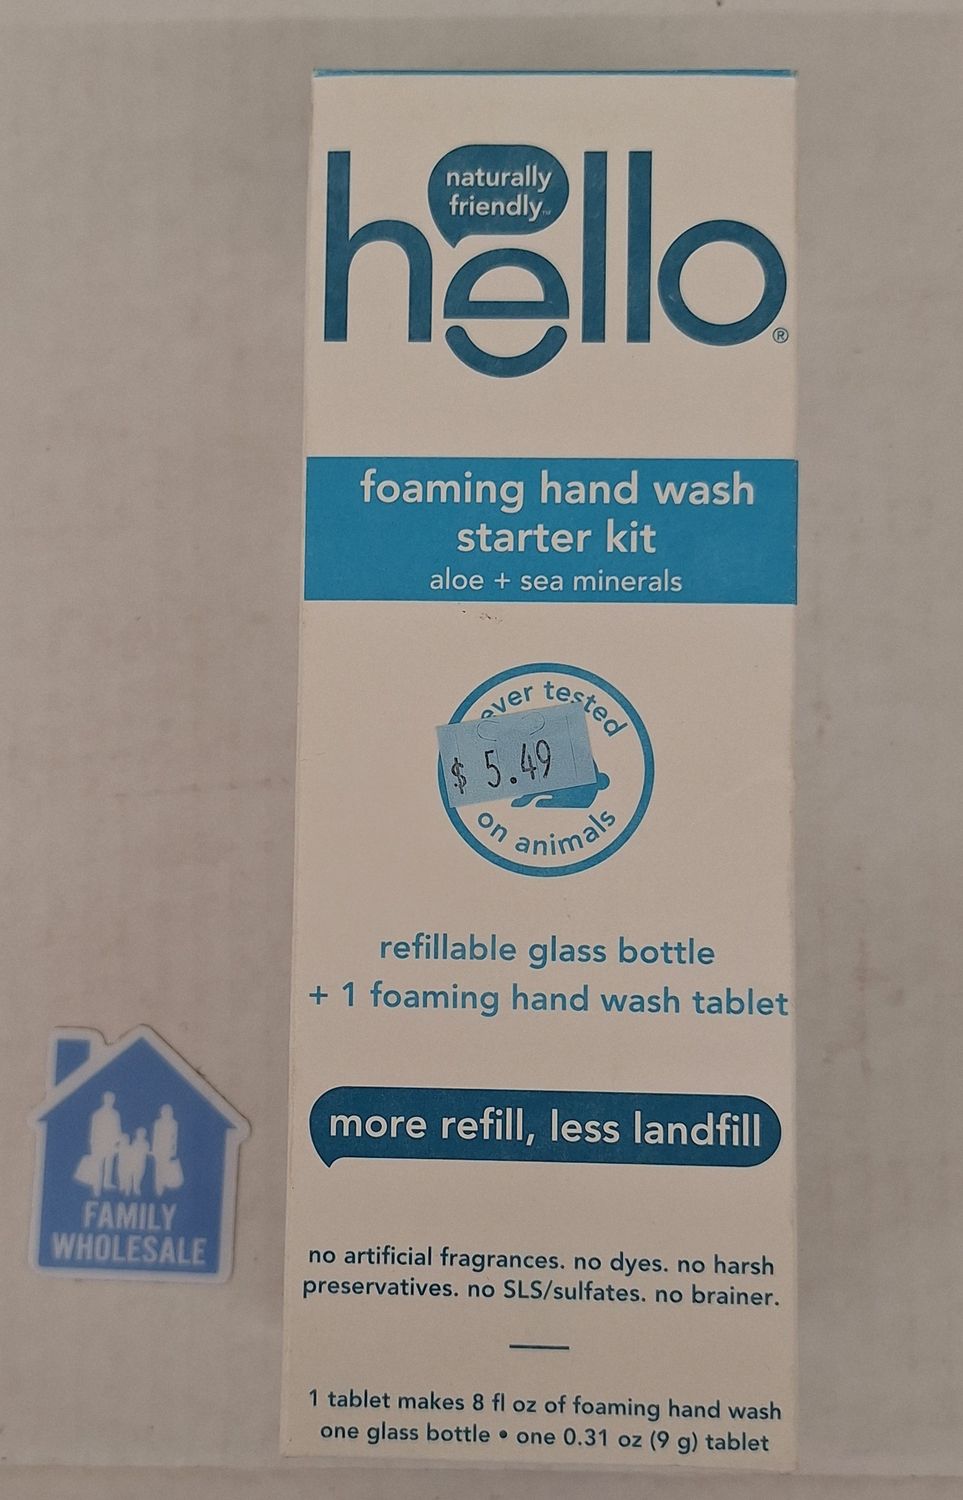 naturally
friendly™
hello®
foaming hand wash
starter kit
aloe + sea minerals
tested
$ 5.49
on animals
refillable glass bottle
+ 1 foaming hand wash tablet
more refill, less landfill
FAMILY
WHOLESALE
no artificial fragrances. no dyes. no harsh
preservatives. no SLS/sulfates. no brainer.
1 tablet makes 8 fl oz of foaming hand wash
one glass bottle • one 0.31 oz (9 g) tablet